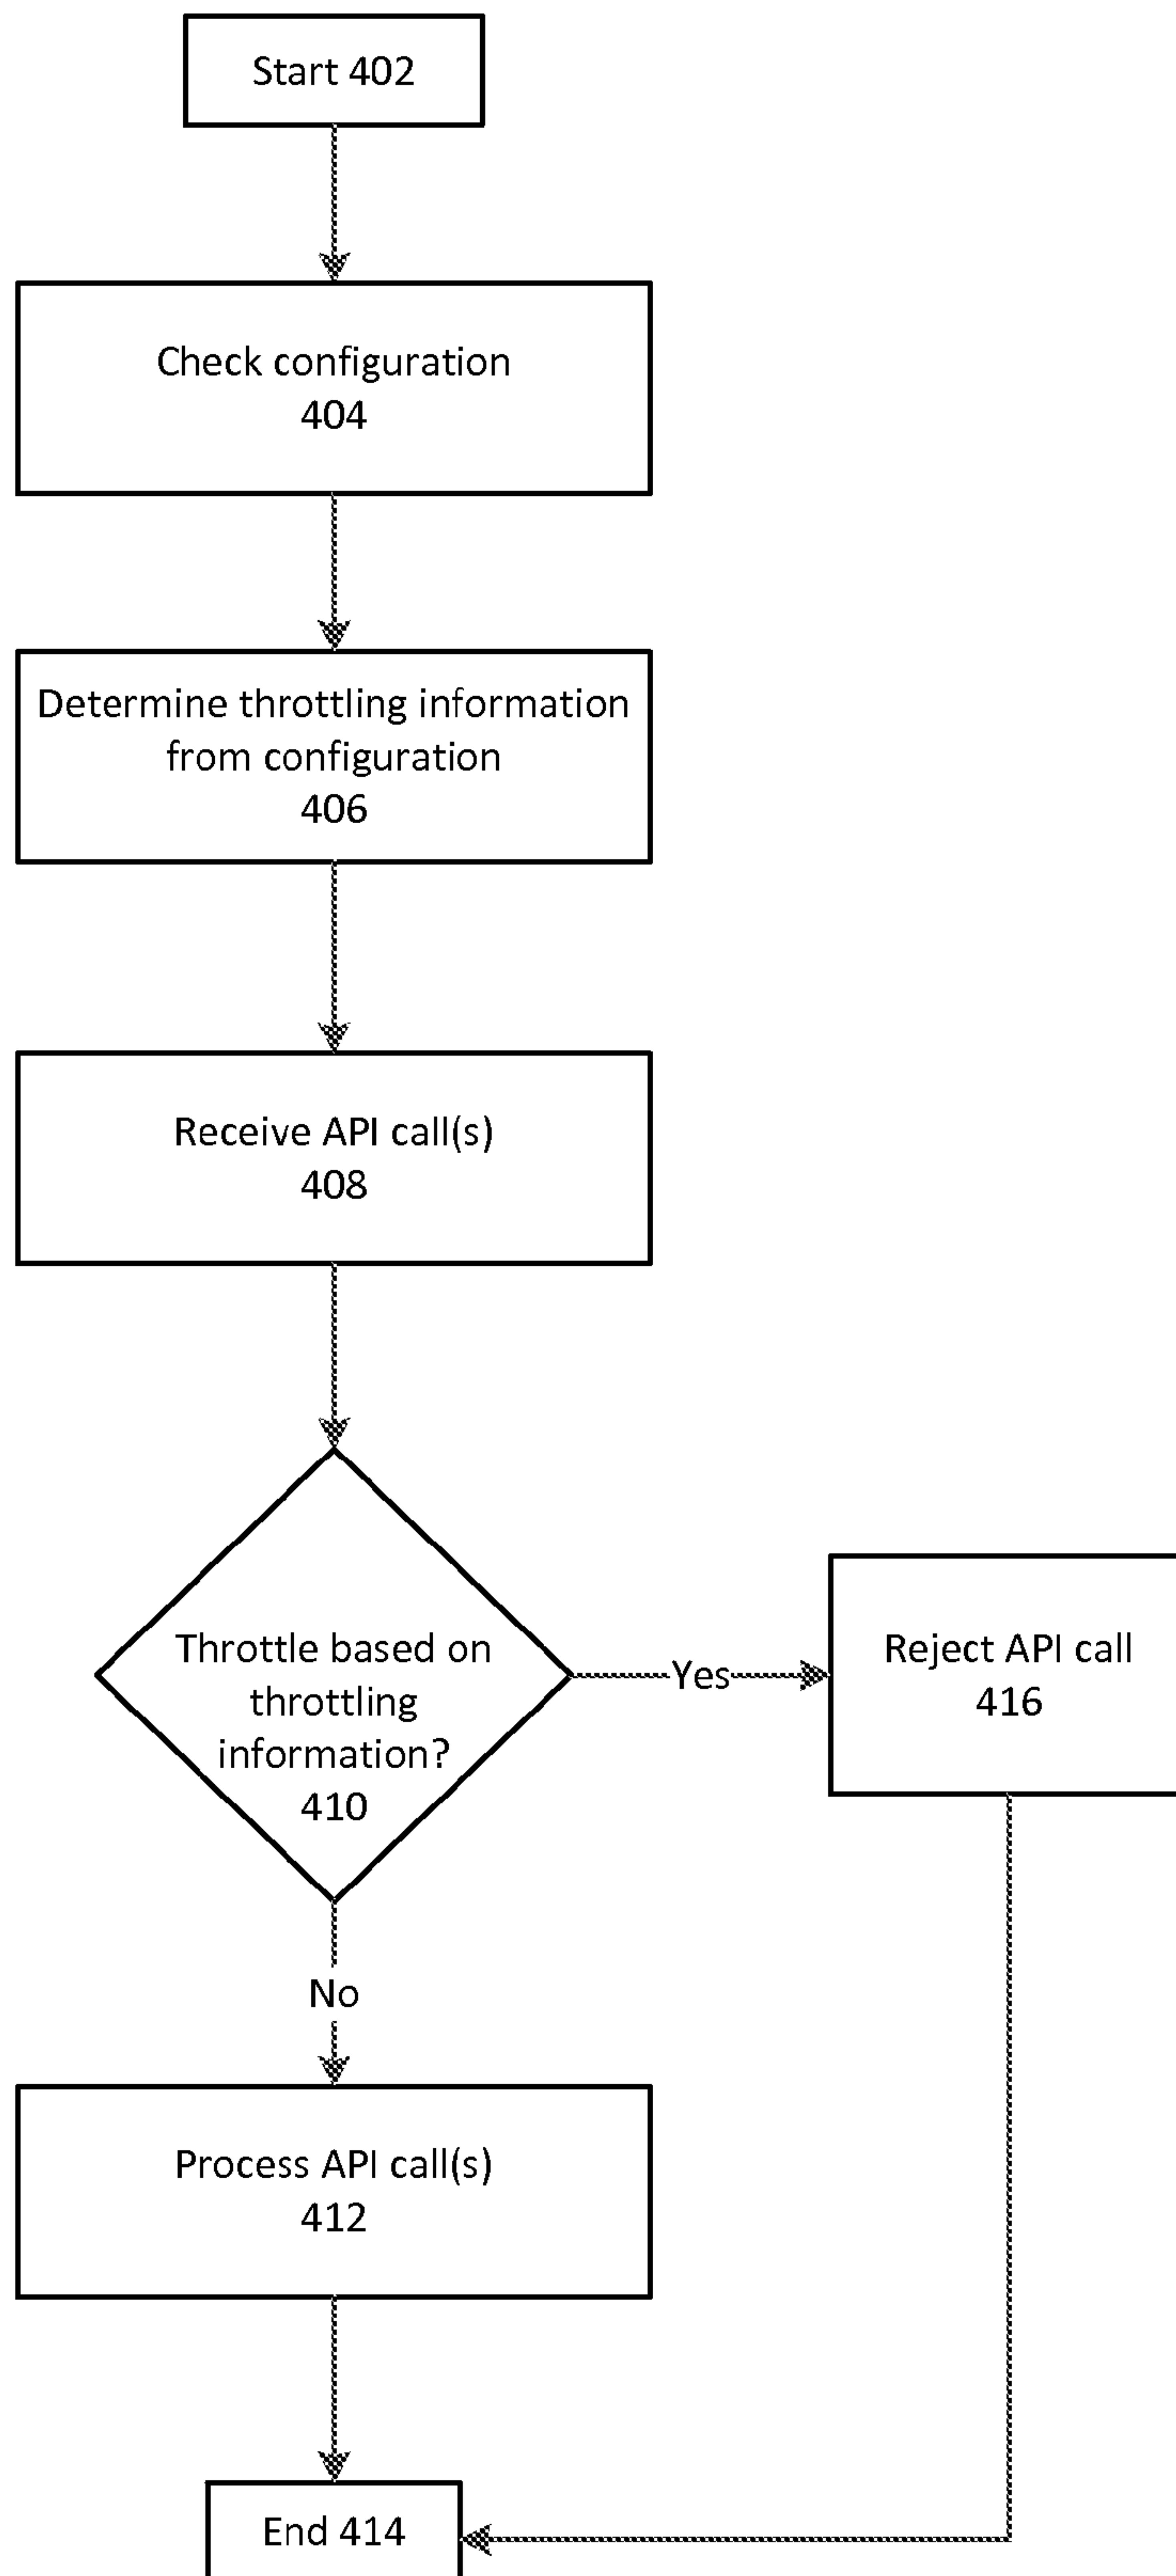 Start 402
Check configuration
404
Determine throttling information
from configuration
406
Receive API call(s)
408
Throttle based on
throttling
information?
410
Yes
Reject API call
416
No
Process API call(s)
412
End 414